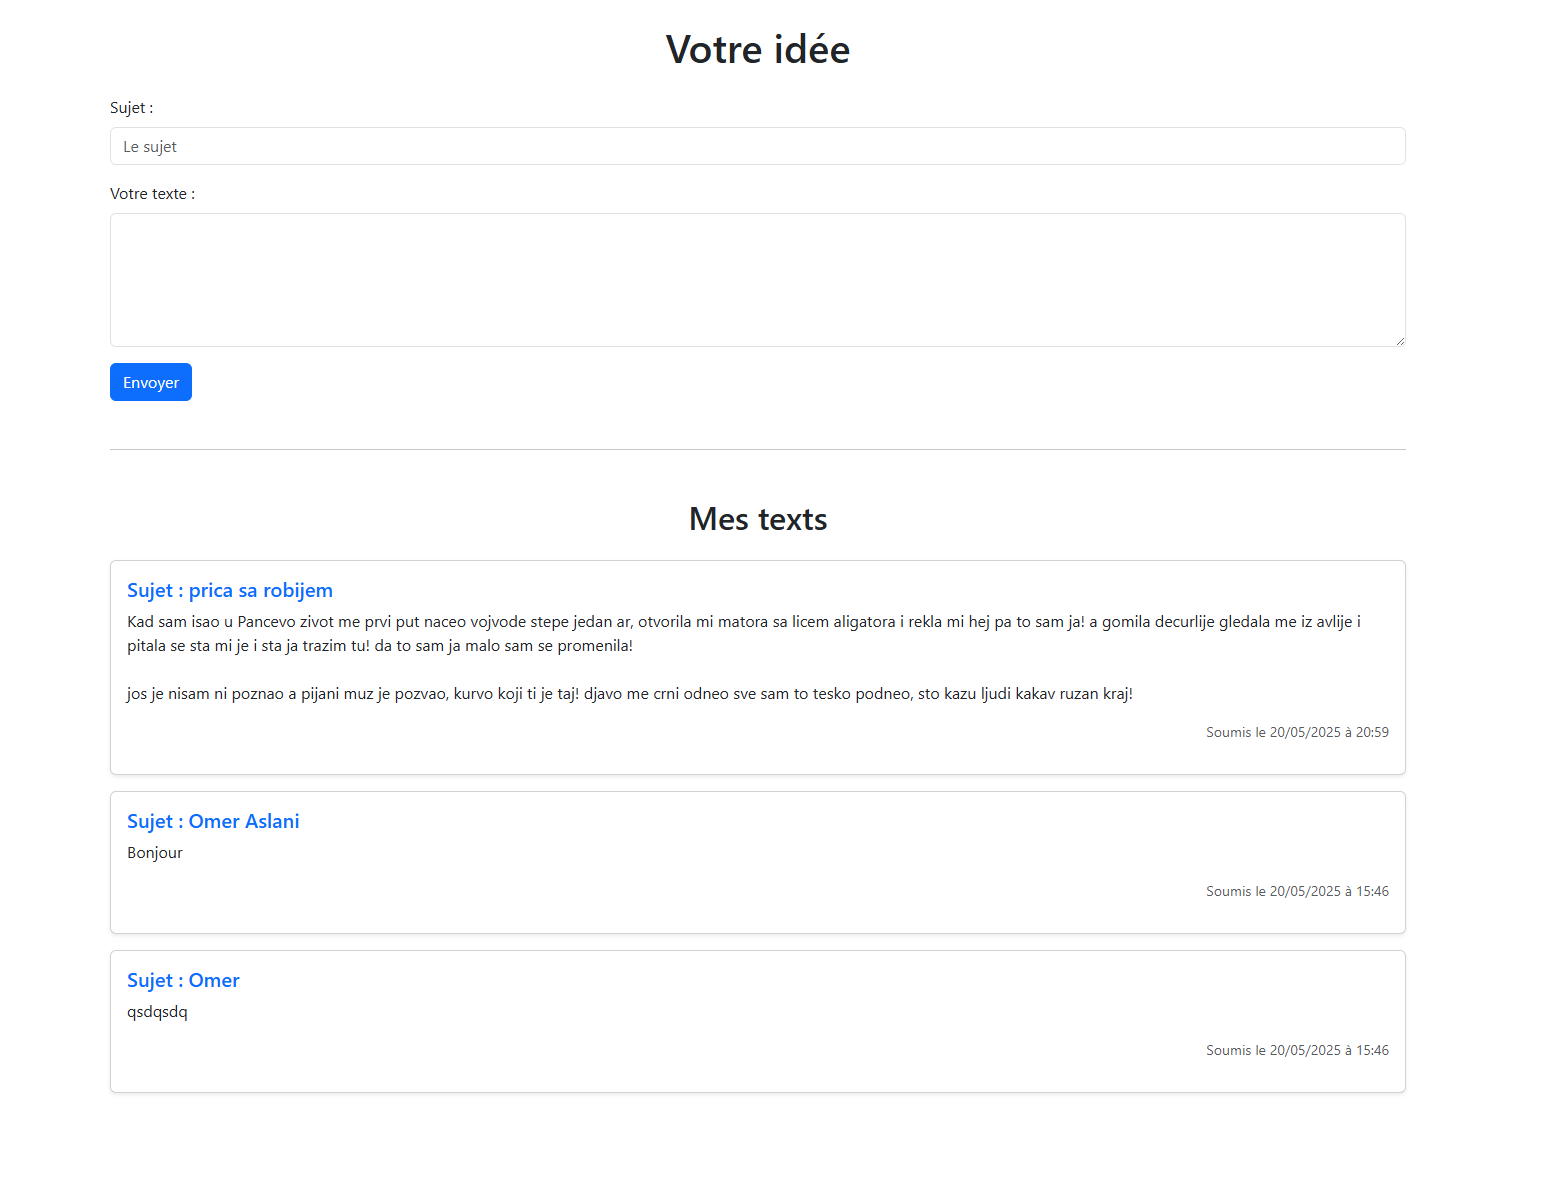 Votre idée
Sujet :
Le sujet
Votre texte :
Envoyer
Mes texts
Sujet : prica sa robijem
Kad sam isao u Pancevo zivot me prvi put naceo vojvode stepe jedan ar, otvorila mi matora sa licem aligatora i rekla mi hej pa to sam ja! a gomila decurlije gledala me iz avlije i
pitala se sta mi je i sta ja trazim tu! da to sam ja malo sam se promenila!
jos je nisam ni poznao a pijani muz je pozvao, kurvo koji ti je taj! djavo me crni odneo sve sam to tesko podneo, sto kazu ljudi kakav ruzan kraj!
Soumis le 20/05/2025 à 20:59
Sujet : Omer Aslani
Bonjour
Soumis le 20/05/2025 à 15:46
Sujet : Omer
qsdqsdq
Soumis le 20/05/2025 à 15:46